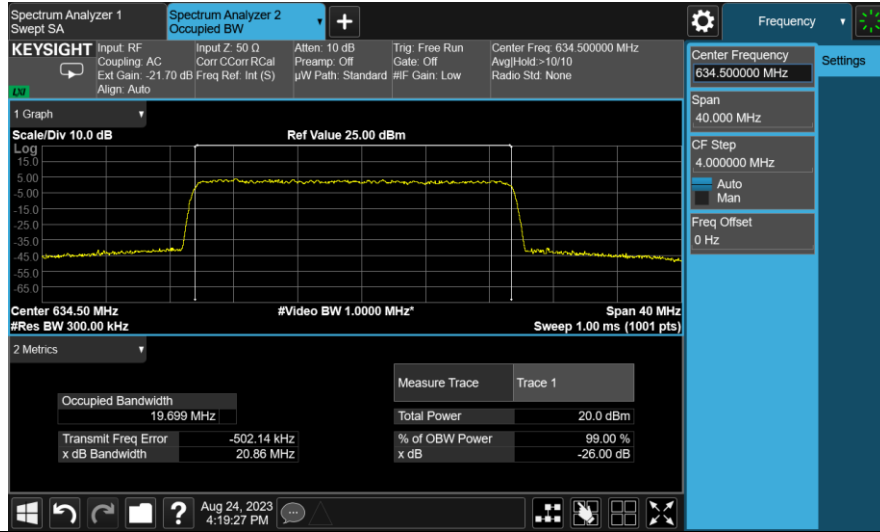 Spectrum Analyzer 1
Swept SA
Spectrum Analyzer 2
Occupied BW
Frequency
KEYSIGHT
Input: RF
Coupling: AC
Ext Gain: -21.70 dB
Align: Auto
Input Z: 50 Ω
Corr CCorr RCal
Freq Ref: Int (S)
Atten: 10 dB
Preamp: Off
µW Path: Standard
Trig: Free Run
Gate: Off
#IF Gain: Low
Center Freq: 634.500000 MHz
Avg|Hold:>10/10
Radio Std: None
LXI
Center Frequency
634.500000 MHz
Settings
Span
40.000 MHz
CF Step
4.000000 MHz
Auto
Man
Freq Offset
0 Hz
1 Graph
Scale/Div 10.0 dB
Ref Value 25.00 dBm
Log
15.0
5.00
-5.00
-15.0
-25.0
-35.0
-45.0
-55.0
-65.0
Center 634.50 MHz
#Video BW 1.0000 MHz*
Span 40 MHz
#Res BW 300.00 kHz
Sweep 1.00 ms (1001 pts)
2 Metrics
Measure Trace
Trace 1
Occupied Bandwidth
19.699 MHz
Total Power
20.0 dBm
Transmit Freq Error
-502.14 kHz
% of OBW Power
99.00 %
x dB Bandwidth
20.86 MHz
x dB
-26.00 dB
?
Aug 24, 2023
4:19:27 PM